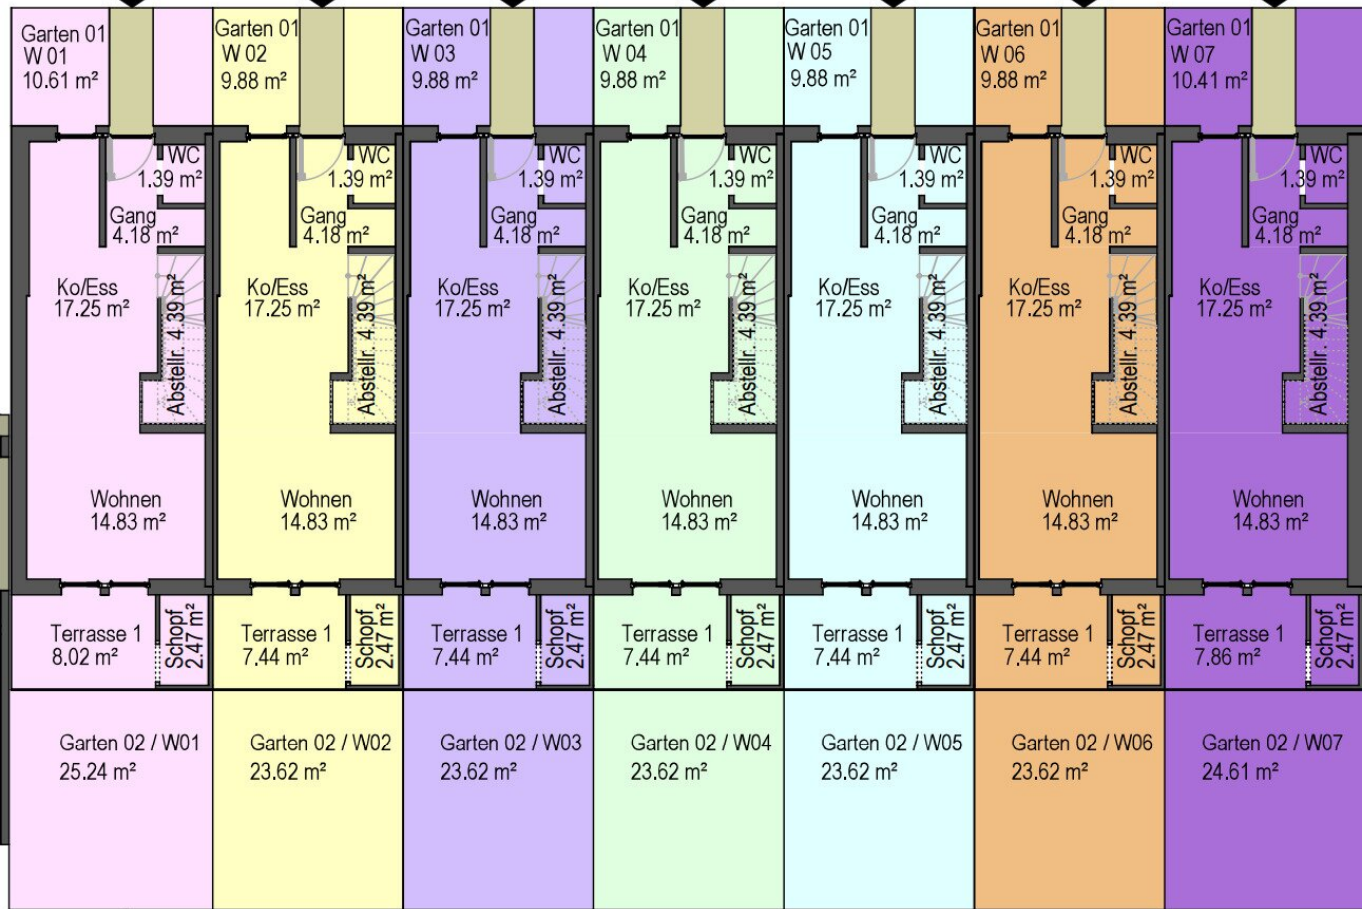 Garten 01
W 01
10.61 m²
Garten 01
W 02
9.88 m²
Garten 01
W 03
9.88 m²
Garten 01
W 04
9.88 m²
Garten 01
W 05
9.88 m²
Garten 01
W 06
9.88 m²
Garten 01
W 07
10.41 m²
WC
1.39 m²
Gang
4.18 m²
Ko/Ess
17.25 m²
Abstellr. 4.39 m²
Wohnen
14.83 m²
WC
1.39 m²
Gang
4.18 m²
Ko/Ess
17.25 m²
Abstellr. 4.39 m²
Wohnen
14.83 m²
WC
1.39 m²
Gang
4.18 m²
Ko/Ess
17.25 m²
Abstellr. 4.39 m²
Wohnen
14.83 m²
WC
1.39 m²
Gang
4.18 m²
Ko/Ess
17.25 m²
Abstellr. 4.39 m²
Wohnen
14.83 m²
WC
1.39 m²
Gang
4.18 m²
Ko/Ess
17.25 m²
Abstellr. 4.39 m²
Wohnen
14.83 m²
WC
1.39 m²
Gang
4.18 m²
Ko/Ess
17.25 m²
Abstellr. 4.39 m²
Wohnen
14.83 m²
WC
1.39 m²
Gang
4.18 m²
Ko/Ess
17.25 m²
Abstellr. 4.39 m²
Wohnen
14.83 m²
Terrasse 1
8.02 m²
Schopf
2.47 m²
Terrasse 1
7.44 m²
Schopf
2.47 m²
Terrasse 1
7.44 m²
Schopf
2.47 m²
Terrasse 1
7.44 m²
Schopf
2.47 m²
Terrasse 1
7.44 m²
Schopf
2.47 m²
Terrasse 1
7.44 m²
Schopf
2.47 m²
Terrasse 1
7.86 m²
Schopf
2.47 m²
Garten 02 / W01
25.24 m²
Garten 02 / W02
23.62 m²
Garten 02 / W03
23.62 m²
Garten 02 / W04
23.62 m²
Garten 02 / W05
23.62 m²
Garten 02 / W06
23.62 m²
Garten 02 / W07
24.61 m²